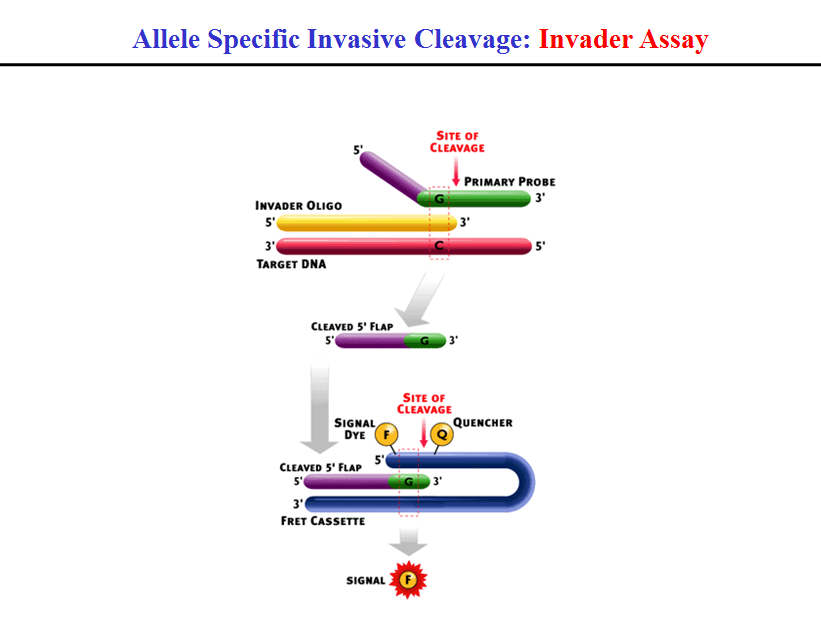 Allele Specific Invasive Cleavage: Invader Assay
SITE OF
CLEAVAGE
5'
PRIMARY PROBE
G
3'
INVADER OLIGO
5'
3'
3'
C
5'
TARGET DNA
CLEAVED 5' FLAP
5'
G
3'
SITE OF
CLEAVAGE
SIGNAL
DYE
F
Q
QUENCHER
5'
CLEAVED 5' FLAP
5'
G
3'
3'
FRET CASSETTE
SIGNAL
F